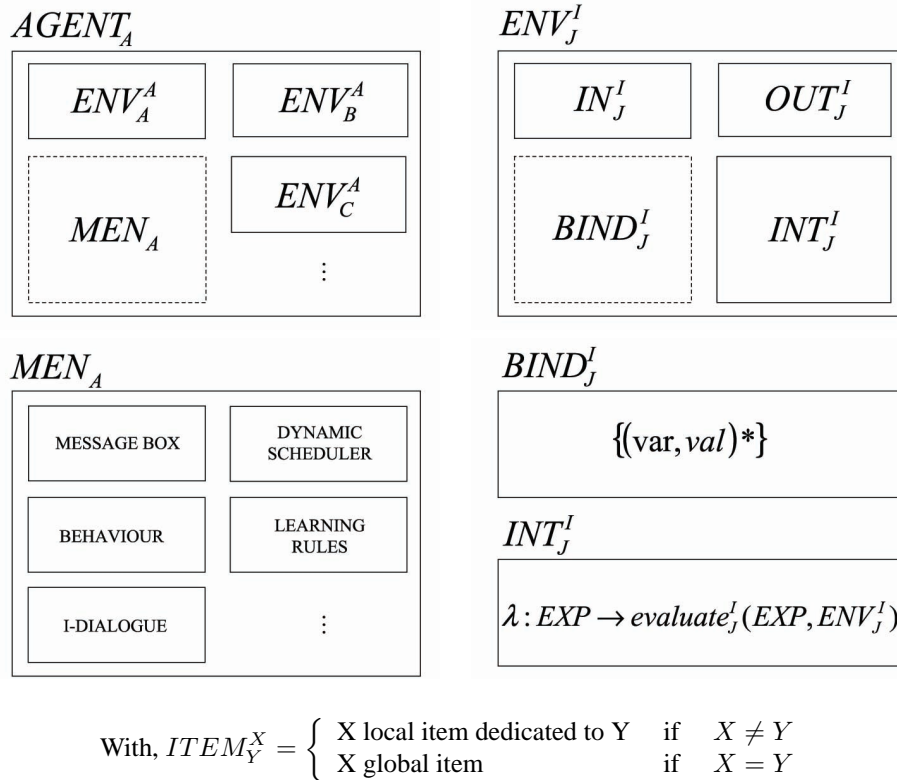 AGENT_A
ENV_A^A
ENV_B^A
MEN_A
ENV_C^A
⋮
ENV_J^I
IN_J^I
OUT_J^I
BIND_J^I
INT_J^I
MEN_A
MESSAGE BOX
DYNAMIC
SCHEDULER
BEHAVIOUR
LEARNING
RULES
I-DIALOGUE
⋮
BIND_J^I
{(var, val)*}
INT_J^I
λ : EXP → evaluate_J^I(EXP, ENV_J^I)
With, ITEM_Y^X = {
X local item dedicated to Y if X ≠ Y
X global item if X = Y